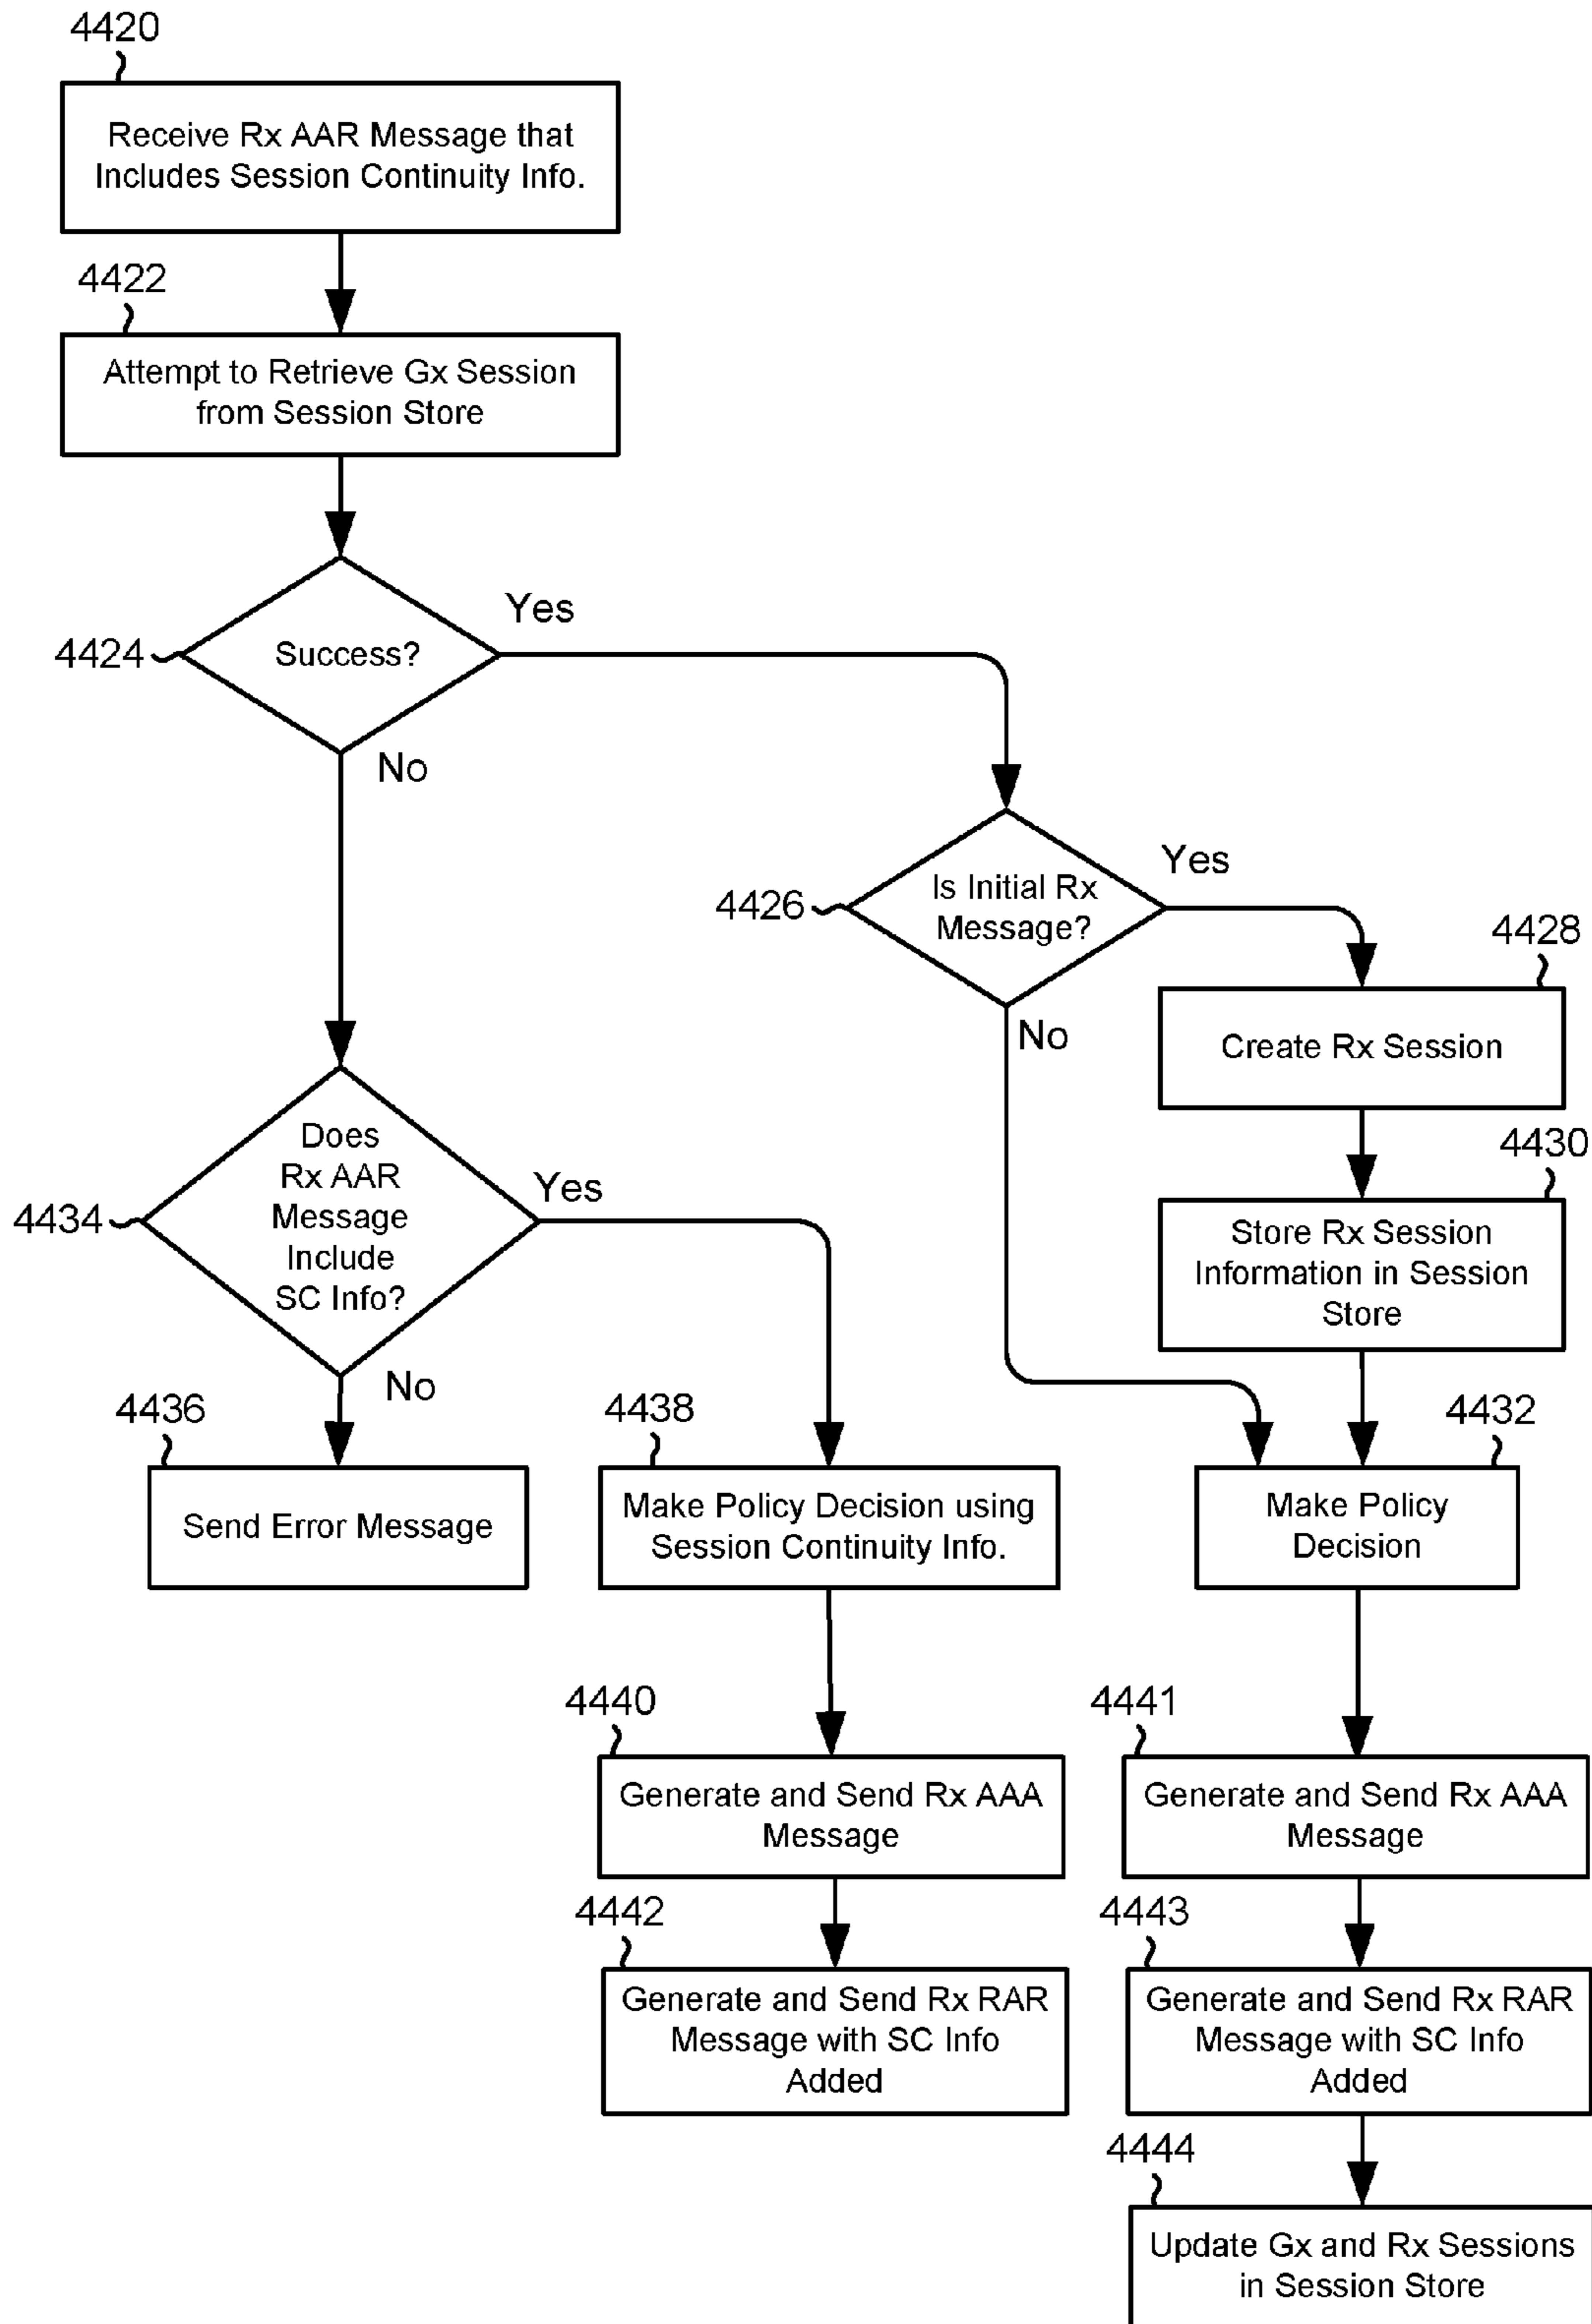 4420
Receive Rx AAR Message that
Includes Session Continuity Info.
4422
Attempt to Retrieve Gx Session
from Session Store
4424
Success?
Yes
No
4426
Is Initial Rx
Message?
Yes
No
4428
Create Rx Session
4430
Store Rx Session
Information in Session
Store
4434
Does
Rx AAR
Message
Include
SC Info?
Yes
No
4436
Send Error Message
4438
Make Policy Decision using
Session Continuity Info.
4432
Make Policy
Decision
4440
Generate and Send Rx AAA
Message
4441
Generate and Send Rx AAA
Message
4442
Generate and Send Rx RAR
Message with SC Info
Added
4443
Generate and Send Rx RAR
Message with SC Info
Added
4444
Update Gx and Rx Sessions
in Session Store